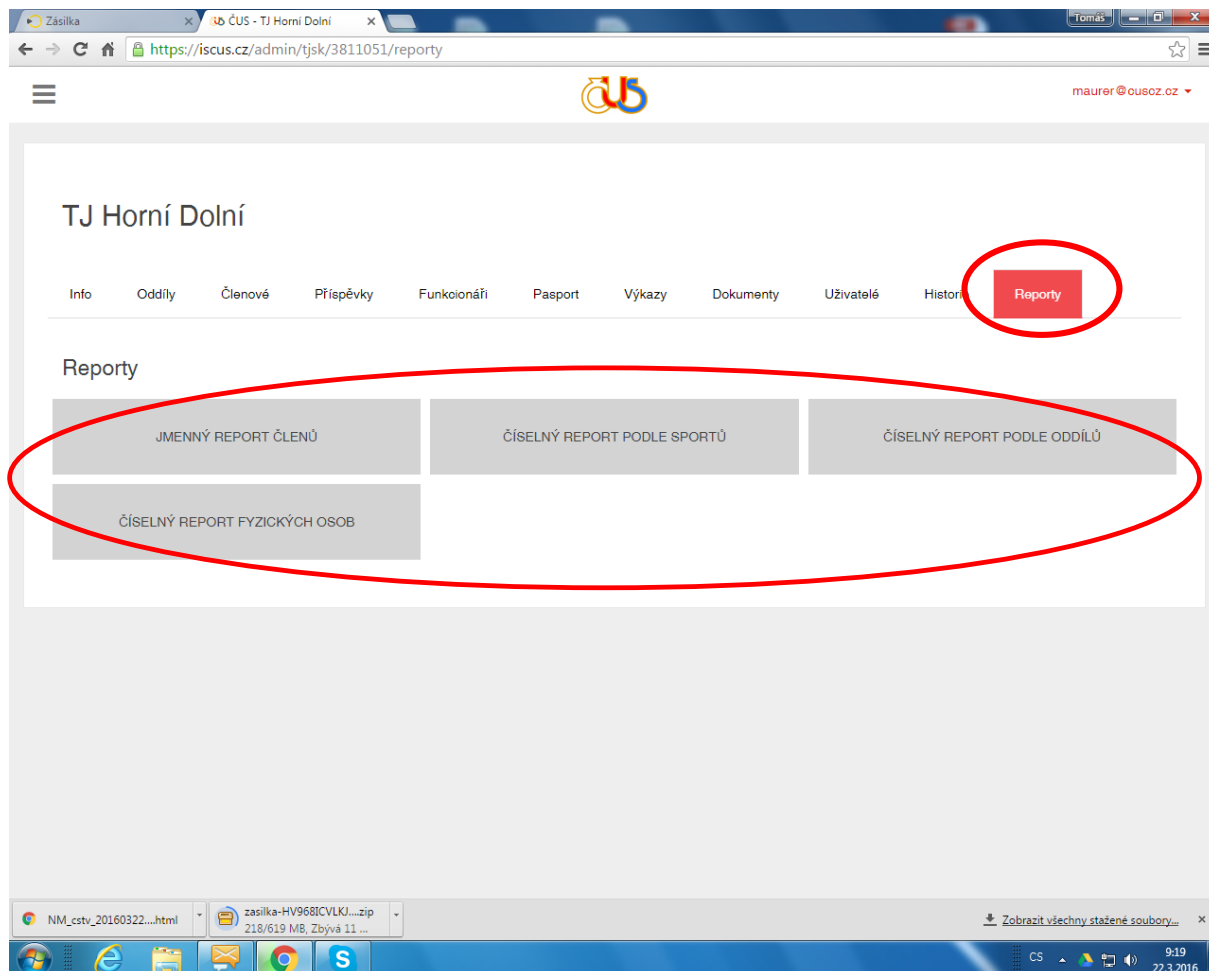 Zásilka
ČUS - TJ Horní Dolní
Tomáš
https://iscus.cz/admin/tjsk/3811051/reporty
ČUS
maurer@cuscz.cz
TJ Horní Dolní
Info Oddíly Členové Příspěvky Funkcionáři Pasport Výkazy Dokumenty Uživatelé Histori Reporty
Reporty
JMENNÝ REPORT ČLENŮ
ČÍSELNÝ REPORT PODLE SPORTŮ
ČÍSELNÝ REPORT PODLE ODDÍLŮ
ČÍSELNÝ REPORT FYZICKÝCH OSOB
NM_cstv_20160322....html
zasilka-HV968ICVLKJ....zip
218/619 MB, Zbývá 11 ...
Zobrazit všechny stažené soubory...
CS
9:19
22.3.2016